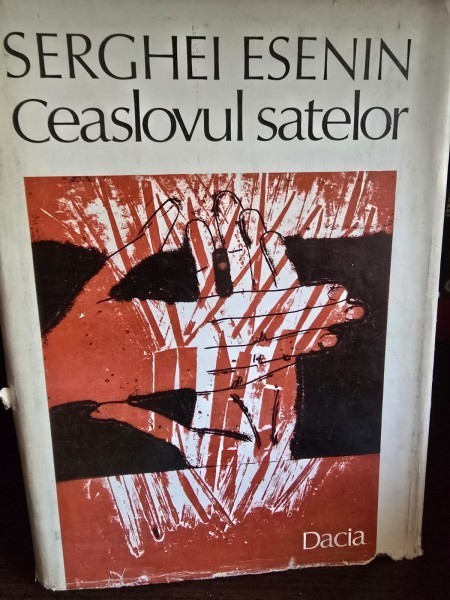 SERGHEI ESENIN
Ceaslovul satelor
Dacia